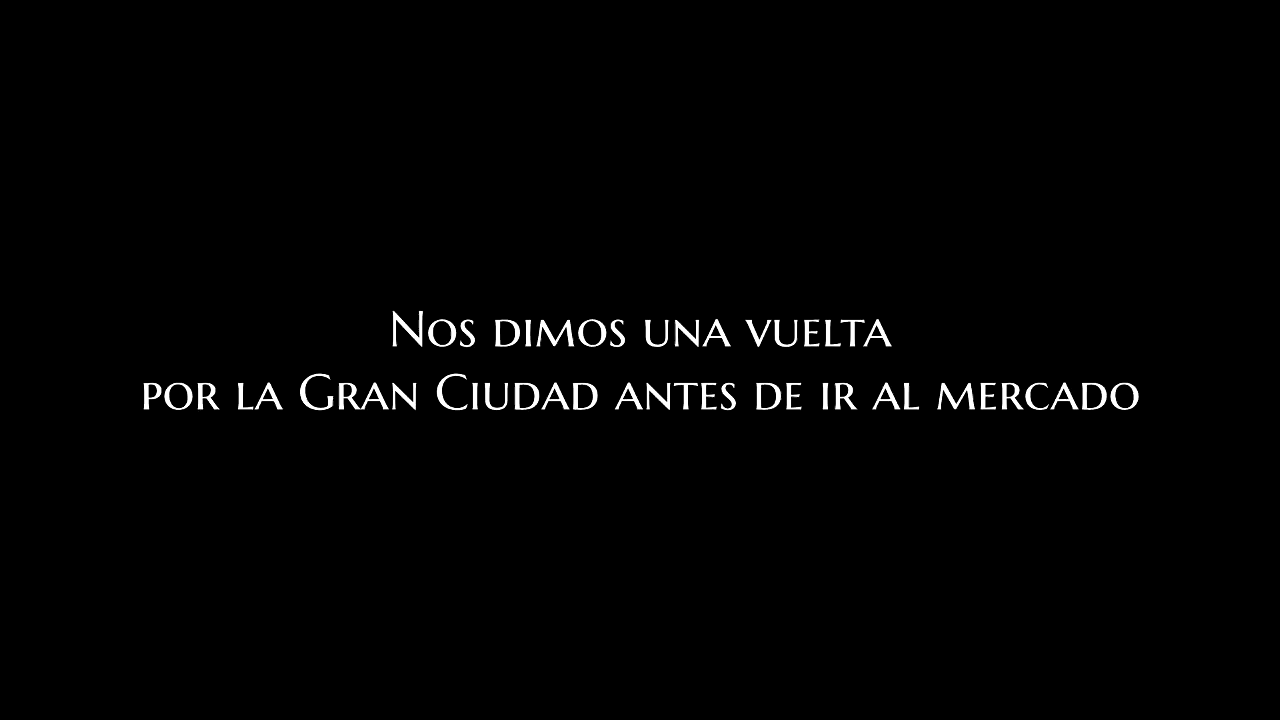 Nos dimos una vuelta
por la Gran Ciudad antes de ir al mercado